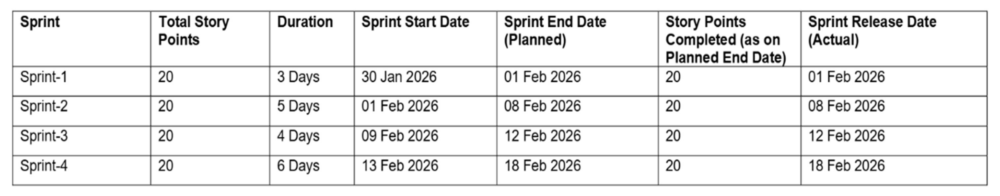 Sprint | Total Story Points | Duration | Sprint Start Date | Sprint End Date (Planned) | Story Points Completed (as on Planned End Date) | Sprint Release Date (Actual)
Sprint-1 | 20 | 3 Days | 30 Jan 2026 | 01 Feb 2026 | 20 | 01 Feb 2026
Sprint-2 | 20 | 5 Days | 01 Feb 2026 | 08 Feb 2026 | 20 | 08 Feb 2026
Sprint-3 | 20 | 4 Days | 09 Feb 2026 | 12 Feb 2026 | 20 | 12 Feb 2026
Sprint-4 | 20 | 6 Days | 13 Feb 2026 | 18 Feb 2026 | 20 | 18 Feb 2026